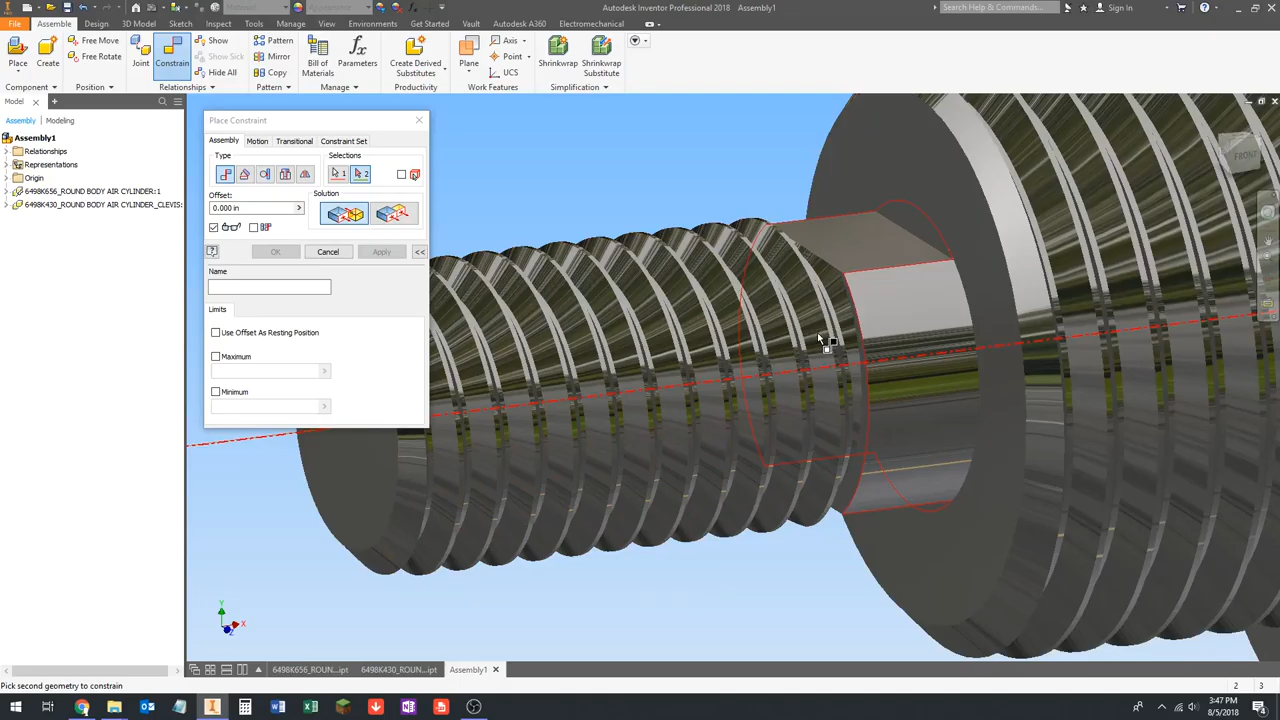 Autodesk Inventor Professional 2018  Assembly1
Search Help & Commands...
Sign In
File Assemble Design 3D Model Sketch Inspect Tools Manage View Environments Get Started Vault Autodesk A360 Electromechanical
Place
Create
Free Move
Free Rotate
Joint
Constrain
Show
Show Sick
Hide All
Pattern
Mirror
Copy
Bill of
Materials
Parameters
Create Derived
Substitutes
Plane
Axis
Point
UCS
Shrinkwrap
Shrinkwrap
Substitute
Component Position Relationships Pattern Manage Productivity Work Features Simplification
Model
Assembly Modeling
Assembly1
Relationships
Representations
Origin
6498K656_ROUND BODY AIR CYLINDER:1
6498K430_ROUND BODY AIR CYLINDER_CLEVIS:
Place Constraint
Assembly Motion Transitional Constraint Set
Type
Selections
1
2
Offset:
0.000 in
Solution
OK Cancel Apply <<
Name
Limits
Use Offset As Resting Position
Maximum
Minimum
FRONT
Y
X
Z
6498K656_ROUN....ipt 6498K430_ROUN....ipt Assembly1
Pick second geometry to constrain
2 3
3:47 PM
8/5/2018